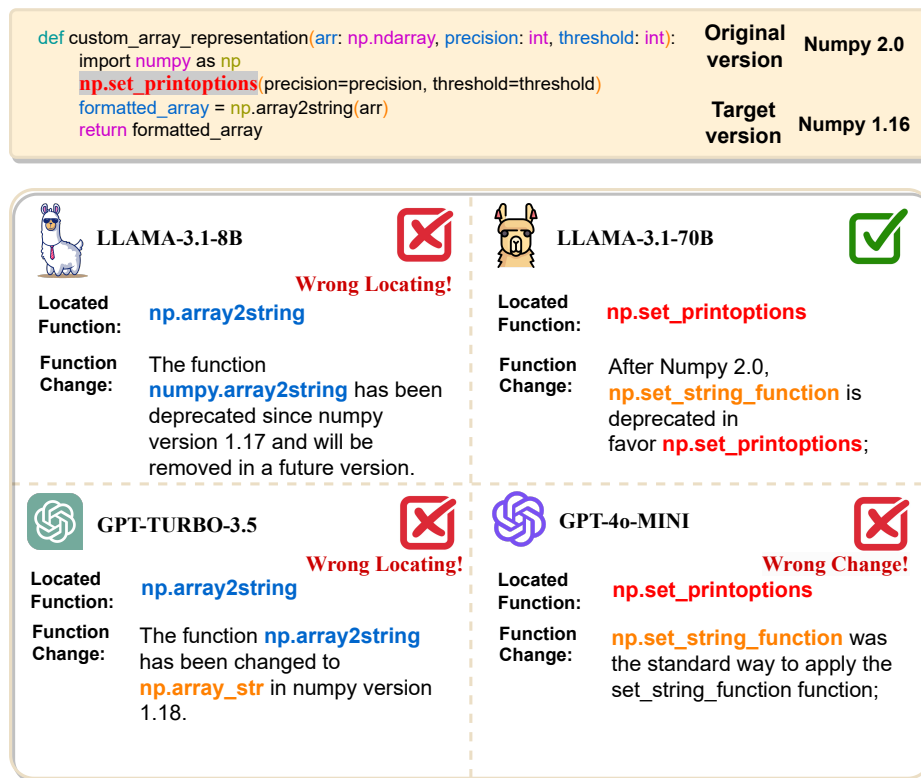 def custom_array_representation(arr: np.ndarray, precision: int, threshold: int):
import numpy as np
np.set_printoptions(precision=precision, threshold=threshold)
formatted_array = np.array2string(arr)
return formatted_array
Original version
Numpy 2.0
Target version
Numpy 1.16
LLAMA-3.1-8B
Wrong Locating!
Located
Function:
np.array2string
Function
Change:
The function
numpy.array2string has been
deprecated since numpy
version 1.17 and will be
removed in a future version.
LLAMA-3.1-70B
Located
Function:
np.set_printoptions
Function
Change:
After Numpy 2.0,
np.set_string_function is
deprecated in
favor np.set_printoptions;
GPT-TURBO-3.5
Wrong Locating!
Located
Function:
np.array2string
Function
Change:
The function np.array2string
has been changed to
np.array_str in numpy version
1.18.
GPT-4o-MINI
Wrong Change!
Located
Function:
np.set_printoptions
Function
Change:
np.set_string_function was
the standard way to apply the
set_string_function function;